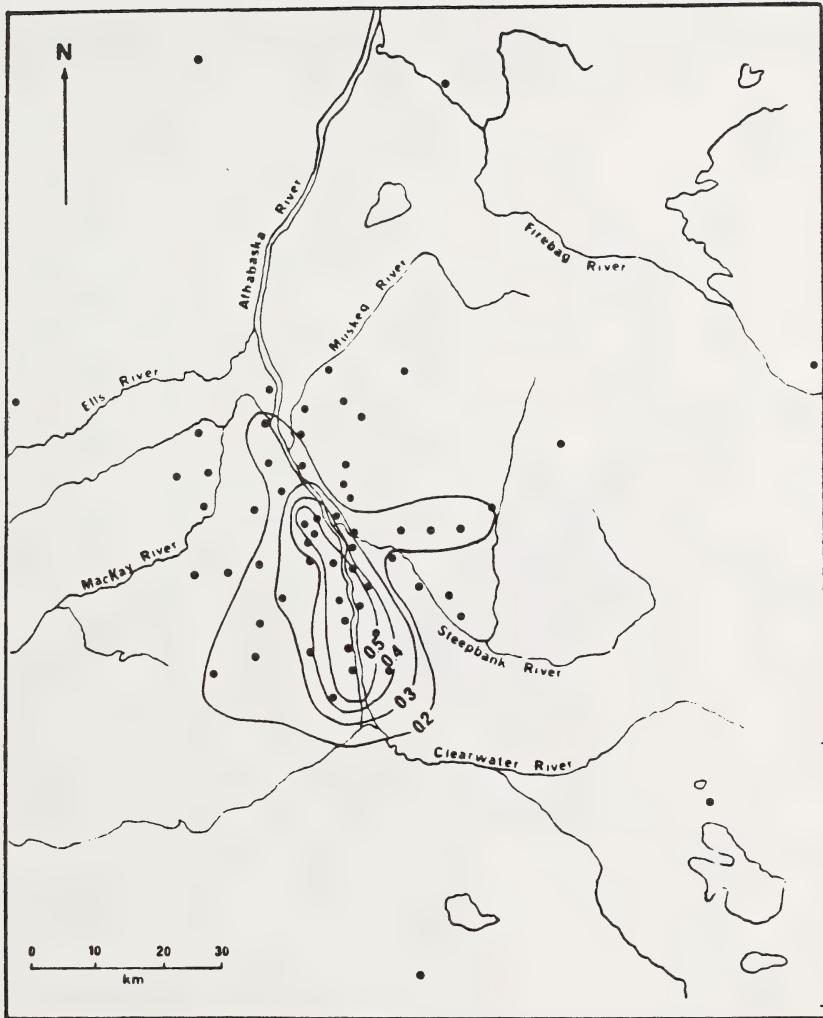 N
Athabaska River
Firebag River
Muskeg River
Ells River
MacKay River
Steepbank River
0.5
0.4
0.3
0.2
Clearwater River
0 10 20 30
km